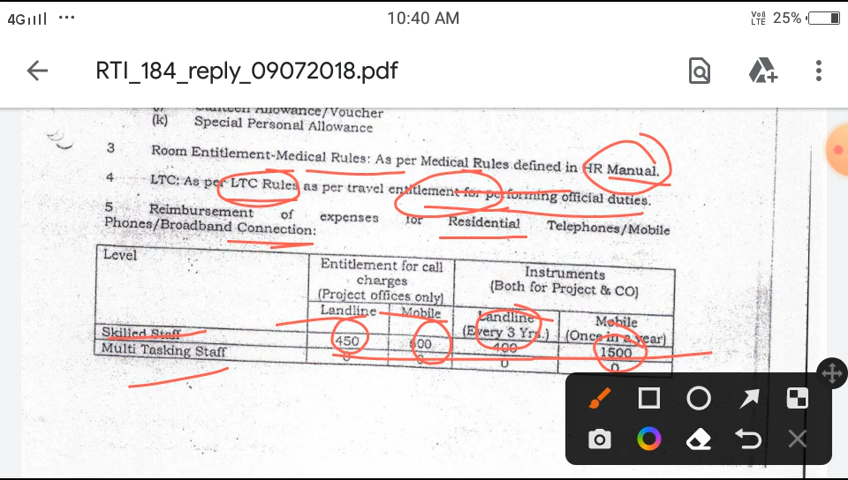 4G
10:40 AM
VoD LTE 25%
RTI_184_reply_09072018.pdf
Allowance/Voucher
(k) Special Personal Allowance
3 Room Entitlement-Medical Rules: As per Medical Rules defined in HR Manual.
4 LTC: As per LTC Rules as per travel entitlement for performing official duties.
5 Reimbursement of expenses for Residential Telephones/Mobile
Phones/Broadband Connection:
Level
Entitlement for call charges (Project offices only)
Instruments (Both for Project & CO)
Landline
Mobile
Landline (Every 3 Yrs.)
Mobile (Once in a year)
Skilled Staff 450 600 400 1500
Multi Tasking Staff 0 0 0 0